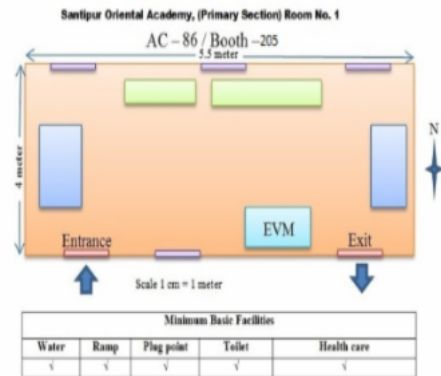 Santipur Oriental Academy, (Primary Section) Room No. 1
AC – 86 / Booth –205
5.5 meter
4 meter
N
EVM
Entrance
Exit
Scale 1 cm = 1 meter
Minimum Basic Facilities
Water Ramp Plug point Toilet Health care
√ √ √ √ √